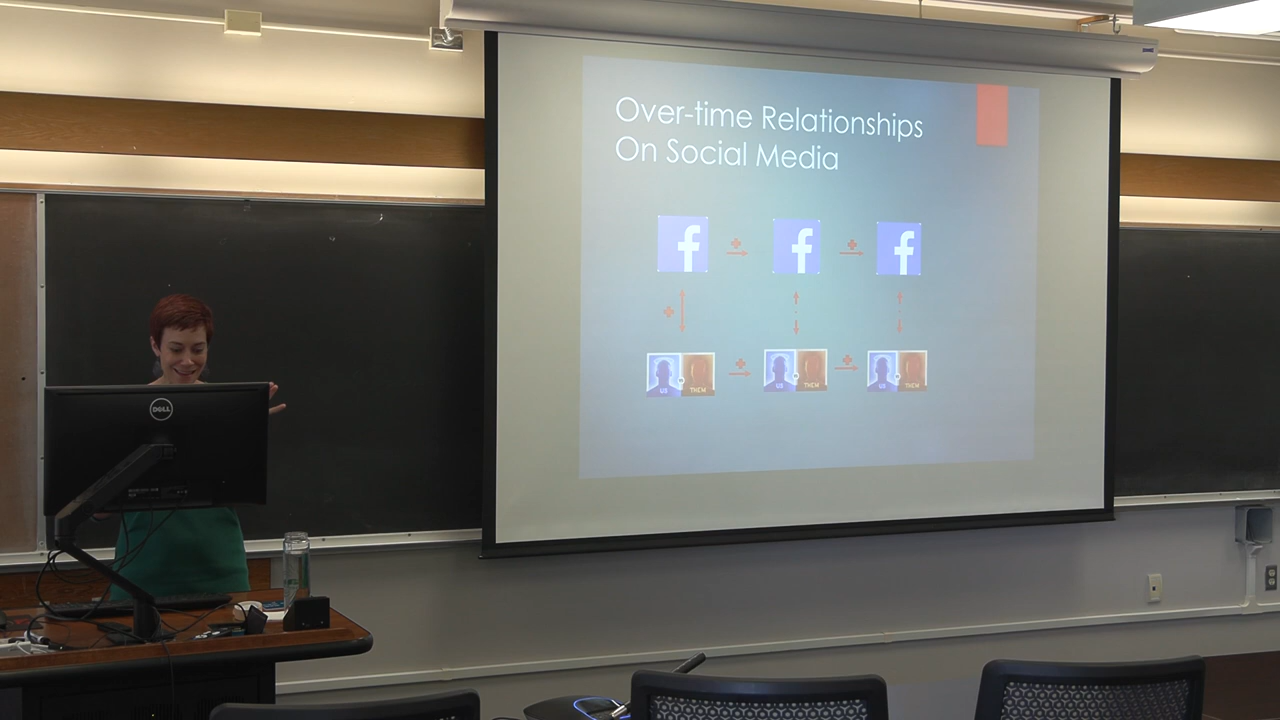 Over-time Relationships
On Social Media
f f f
US THEM US THEM US THEM
DELL